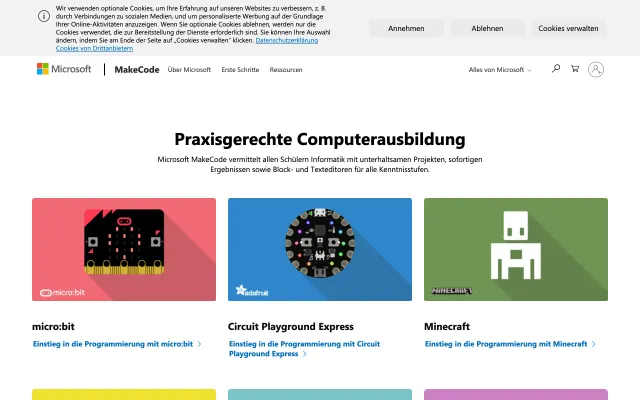 Wir verwenden optionale Cookies, um Ihre Erfahrung auf unseren Websites zu verbessern, z. B.
durch Verbindungen zu sozialen Medien, und um personalisierte Werbung auf der Grundlage
Ihrer Online-Aktivitäten anzuzeigen. Wenn Sie optionale Cookies ablehnen, werden nur die
Cookies verwendet, die zur Bereitstellung der Dienste erforderlich sind. Sie können Ihre Auswahl
ändern, indem Sie am Ende der Seite auf „Cookies verwalten“ klicken. Datenschutzerklärung
Cookies von Drittanbietern
Annehmen
Ablehnen
Cookies verwalten
Microsoft
MakeCode
Über Microsoft
Erste Schritte
Ressourcen
Alles von Microsoft
Praxisgerechte Computerausbildung
Microsoft MakeCode vermittelt allen Schülern Informatik mit unterhaltsamen Projekten, sofortigen
Ergebnissen sowie Block- und Texteditoren für alle Kenntnisstufen.
micro:bit
adafruit
MINECRAFT
micro:bit
Einstieg in die Programmierung mit micro:bit
Circuit Playground Express
Einstieg in die Programmierung mit Circuit
Playground Express
Minecraft
Einstieg in die Programmierung mit Minecraft